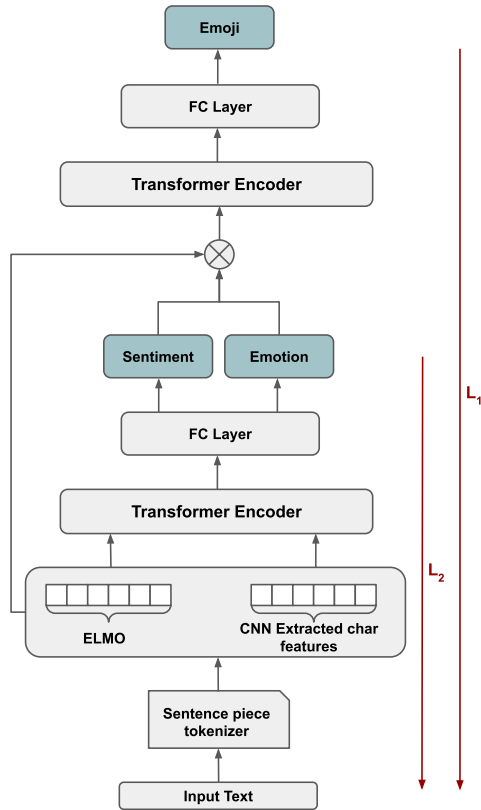 Emoji
FC Layer
Transformer Encoder
Sentiment
Emotion
L1
FC Layer
Transformer Encoder
L2
ELMO
CNN Extracted char
features
Sentence piece
tokenizer
Input Text